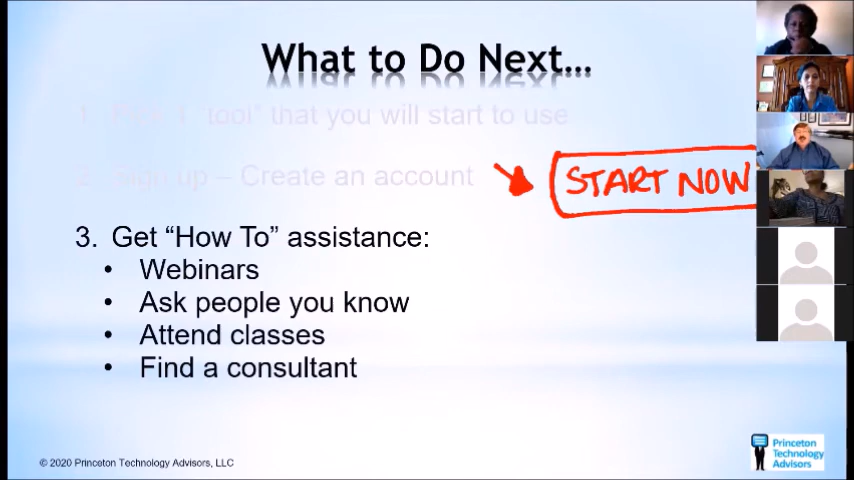 What to Do Next...
1. Pick 1 "tool" that you will start to use
2. Sign up – Create an account
START NOW
3. Get “How To” assistance:
• Webinars
• Ask people you know
• Attend classes
• Find a consultant
© 2020 Princeton Technology Advisors, LLC
Princeton
Technology
Advisors